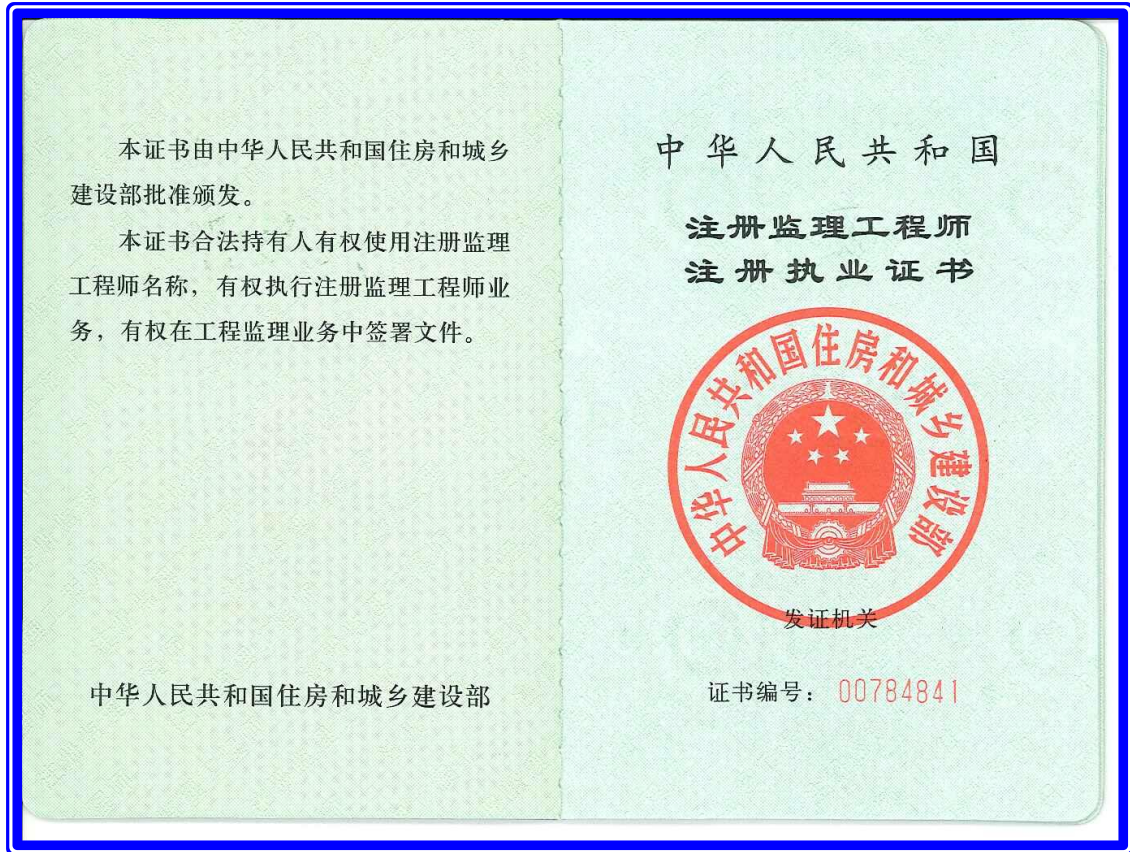 本证书由中华人民共和国住房和城乡
建设部批准颁发。
本证书合法持有人有权使用注册监理
工程师名称，有权执行注册监理工程师业
务，有权在工程监理业务中签署文件。
中华人民共和国住房和城乡建设部
中华人民共和国
注册监理工程师
注册执业证书
中华人民共和国住房和城乡建设部
发证机关
证书编号：00784841